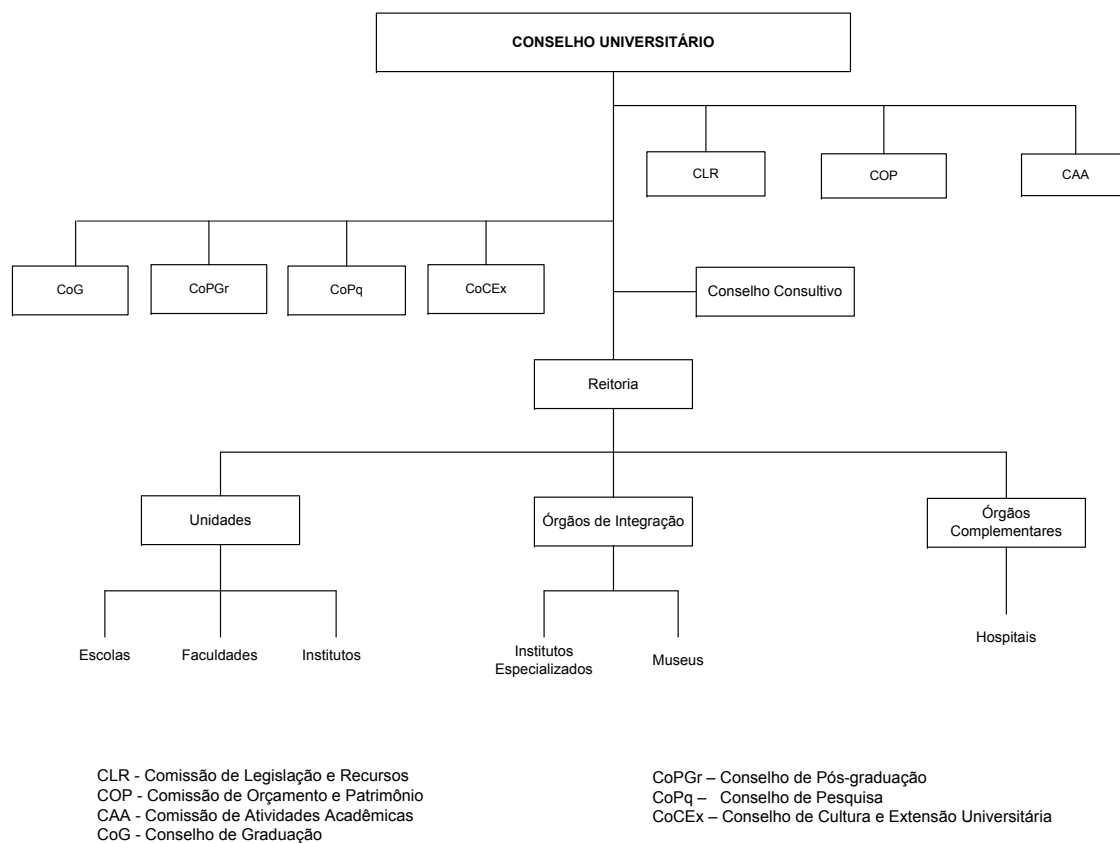 CONSELHO UNIVERSITÁRIO
CLR
COP
CAA
CoG
CoPGr
CoPq
CoCEx
Conselho Consultivo
Reitoria
Unidades
Órgãos de Integração
Órgãos
Complementares
Escolas
Faculdades
Institutos
Institutos
Especializados
Museus
Hospitais
CLR - Comissão de Legislação e Recursos
COP - Comissão de Orçamento e Patrimônio
CAA - Comissão de Atividades Acadêmicas
CoG - Conselho de Graduação
CoPGr – Conselho de Pós-graduação
CoPq – Conselho de Pesquisa
CoCEx – Conselho de Cultura e Extensão Universitária